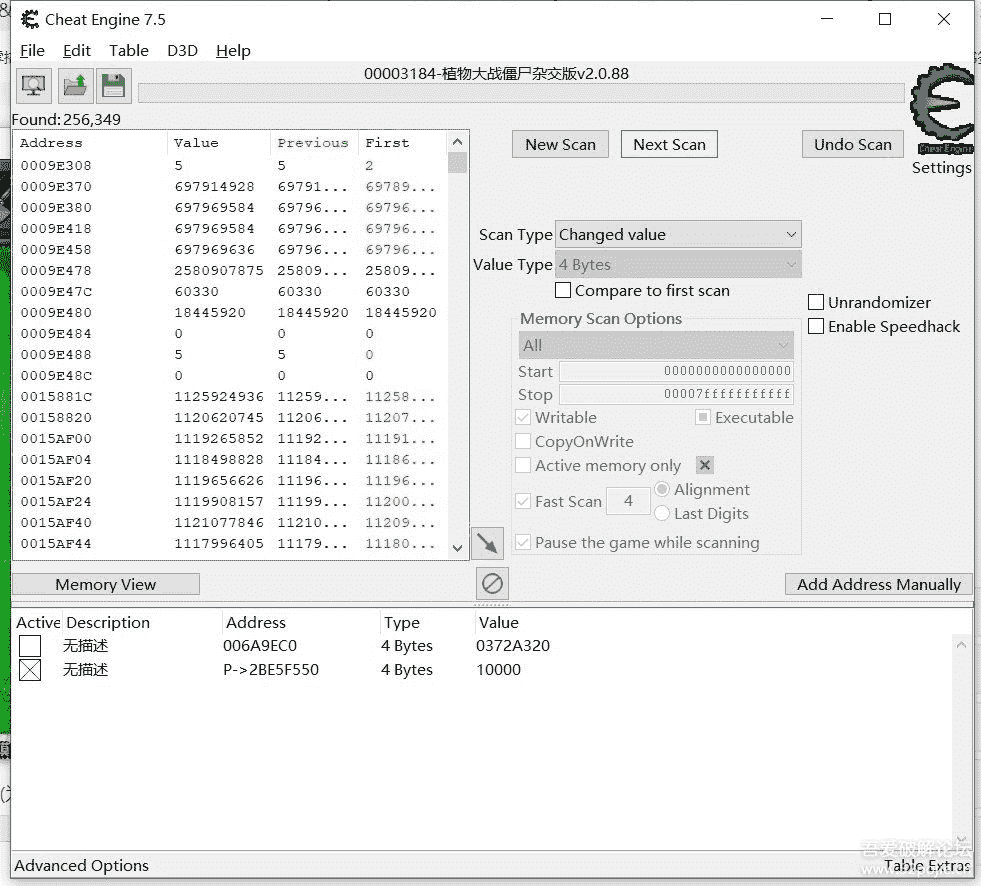 Cheat Engine 7.5
File Edit Table D3D Help
00003184-植物大战僵尸杂交版v2.0.88
Found: 256,349
Address Value Previous First
0009E308 5 5 2
0009E370 697914928 69791... 69789...
0009E380 697969584 69796... 69796...
0009E418 697969584 69796... 69796...
0009E458 697969636 69796... 69796...
0009E478 2580907875 25809... 25809...
0009E47C 60330 60330 60330
0009E480 18445920 18445920 18445920
0009E484 0 0 0
0009E488 5 5 0
0009E48C 0 0 0
0015881C 1125924936 11259... 11258...
00158820 1120620745 11206... 11207...
0015AF00 1119265852 11192... 11191...
0015AF04 1118498828 11184... 11186...
0015AF20 1119656626 11196... 11196...
0015AF24 1119908157 11199... 11200...
0015AF40 1121077846 11210... 11209...
0015AF44 1117996405 11179... 11180...
New Scan Next Scan Undo Scan
Cheat Engine
Settings
Scan Type Changed value
Value Type 4 Bytes
Compare to first scan
Unrandomizer
Enable Speedhack
Memory Scan Options
All
Start 0000000000000000
Stop 00007fffffffffff
Writable Executable
CopyOnWrite
Active memory only
Fast Scan 4 Alignment
Last Digits
Pause the game while scanning
Memory View Add Address Manually
Active Description Address Type Value
无描述 006A9EC0 4 Bytes 0372A320
无描述 P->2BE5F550 4 Bytes 10000
吾爱破解论坛
Advanced Options Table Extras